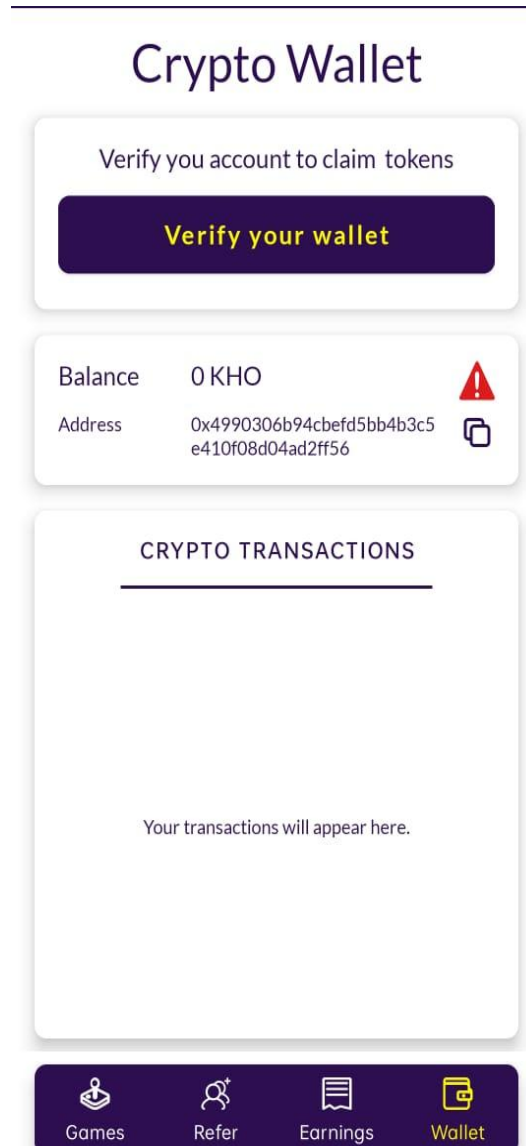 Crypto Wallet
Verify you account to claim tokens
Verify your wallet
Balance 0 KHO
Address 0x4990306b94cbefd5bb4b3c5
e410f08d04ad2ff56
CRYPTO TRANSACTIONS
Your transactions will appear here.
Games Refer Earnings Wallet